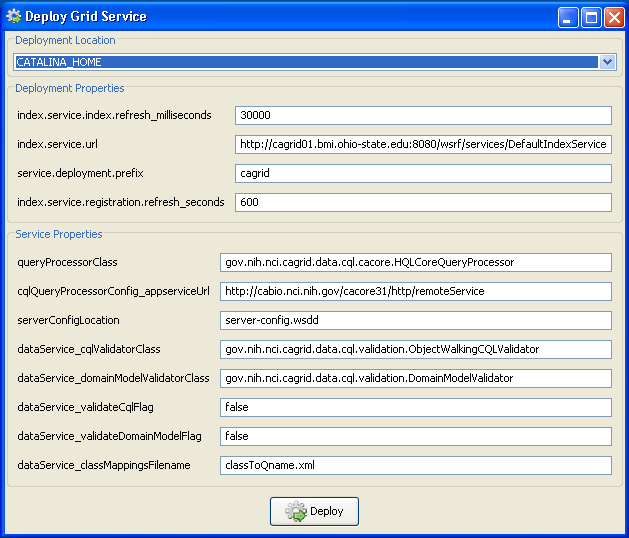 Deploy Grid Service
Deployment Location
CATALINA_HOME
Deployment Properties
index.service.index.refresh_milliseconds 30000
index.service.url http://cagrid01.bmi.ohio-state.edu:8080/wsrf/services/DefaultIndexService
service.deployment.prefix cagrid
index.service.registration.refresh_seconds 600
Service Properties
queryProcessorClass gov.nih.nci.cagrid.data.cql.cacore.HQLCoreQueryProcessor
cqlQueryProcessorConfig_appserviceUrl http://cabio.nci.nih.gov/cacore31/http/remoteService
serverConfigLocation server-config.wsdd
dataService_cqlValidatorClass gov.nih.nci.cagrid.data.cql.validation.ObjectWalkingCQLValidator
dataService_domainModelValidatorClass gov.nih.nci.cagrid.data.cql.validation.DomainModelValidator
dataService_validateCqlFlag false
dataService_validateDomainModelFlag false
dataService_classMappingsFilename classToQname.xml
Deploy